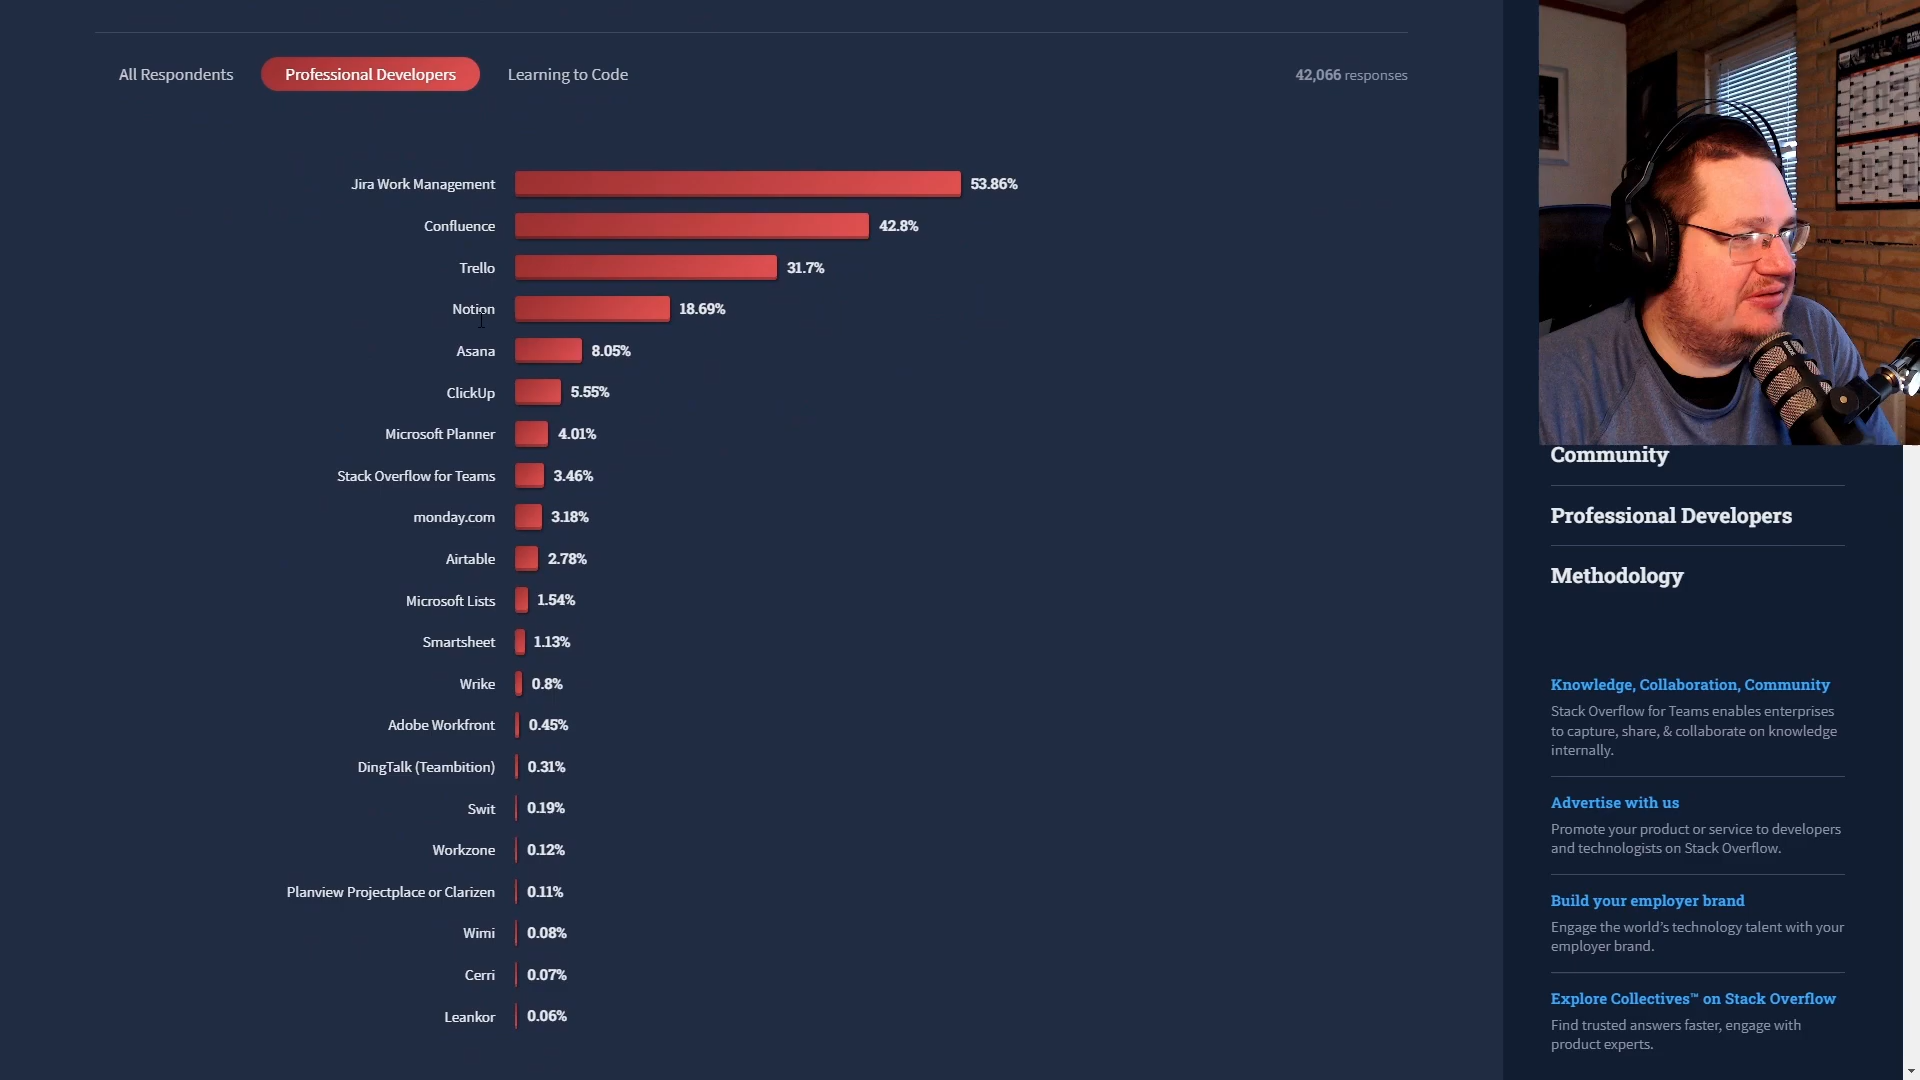 All Respondents
Professional Developers
Learning to Code
42,066 responses
Jira Work Management 53.86%
Confluence 42.8%
Trello 31.7%
Notion 18.69%
Asana 8.05%
ClickUp 5.55%
Microsoft Planner 4.01%
Stack Overflow for Teams 3.46%
monday.com 3.18%
Airtable 2.78%
Microsoft Lists 1.54%
Smartsheet 1.13%
Wrike 0.8%
Adobe Workfront 0.45%
DingTalk (Teambition) 0.31%
Swit 0.19%
Workzone 0.12%
Planview Projectplace or Clarizen 0.11%
Wimi 0.08%
Cerri 0.07%
Leankor 0.06%
Community
Professional Developers
Methodology
Knowledge, Collaboration, Community
Stack Overflow for Teams enables enterprises
to capture, share, & collaborate on knowledge
internally.
Advertise with us
Promote your product or service to developers
and technologists on Stack Overflow.
Build your employer brand
Engage the world's technology talent with your
employer brand.
Explore Collectives™ on Stack Overflow
Find trusted answers faster, engage with
product experts.